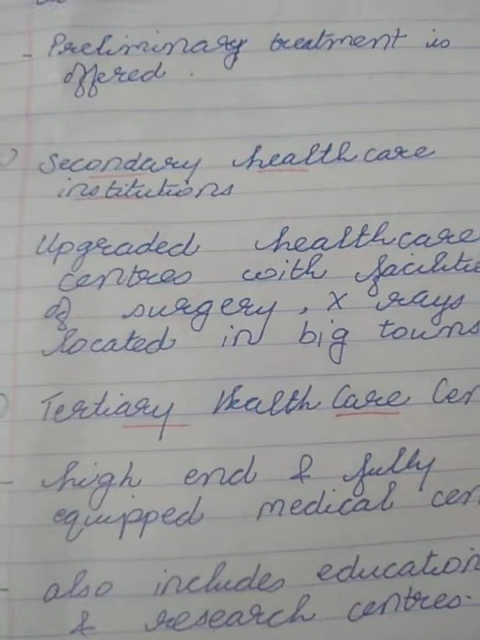 - Preliminary treatment is
offered.
) Secondary healthcare
institutions
Upgraded healthcare
centres with facilitie
of surgery, X rays
located in big towns
Tertiary Health Care Cen
- high end & fully
equipped medical cen
- also includes education
& research centres.